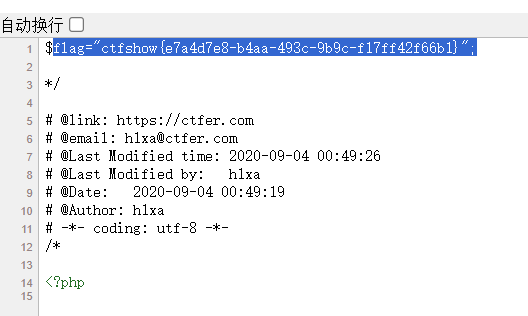 自动换行
1 $flag="ctfshow{e7a4d7e8-b4aa-493c-9b9c-f17ff42f66b1}";
2
3 */
4
5 # @link: https://ctfer.com
6 # @email: hlxa@ctfer.com
7 # @Last Modified time: 2020-09-04 00:49:26
8 # @Last Modified by:   hlxa
9 # @Date:   2020-09-04 00:49:19
10 # @Author: hlxa
11 # -*- coding: utf-8 -*-
12 /*
13
14 <?php
15